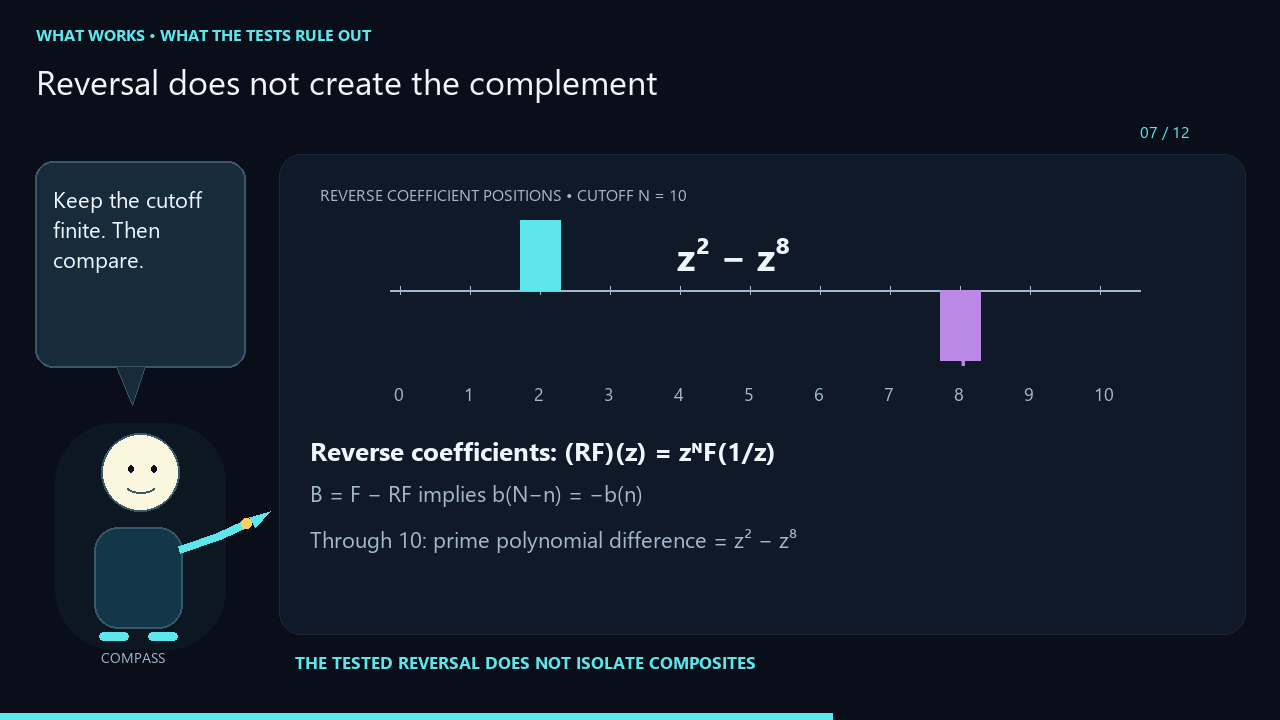 WHAT WORKS • WHAT THE TESTS RULE OUT
Reversal does not create the complement
07 / 12
Keep the cutoff
finite. Then
compare.
REVERSE COEFFICIENT POSITIONS • CUTOFF N = 10
z² − z⁸
0 1 2 3 4 5 6 7 8 9 10
Reverse coefficients: (RF)(z) = zᴺF(1/z)
B = F − RF implies b(N−n) = −b(n)
Through 10: prime polynomial difference = z² − z⁸
COMPASS
THE TESTED REVERSAL DOES NOT ISOLATE COMPOSITES